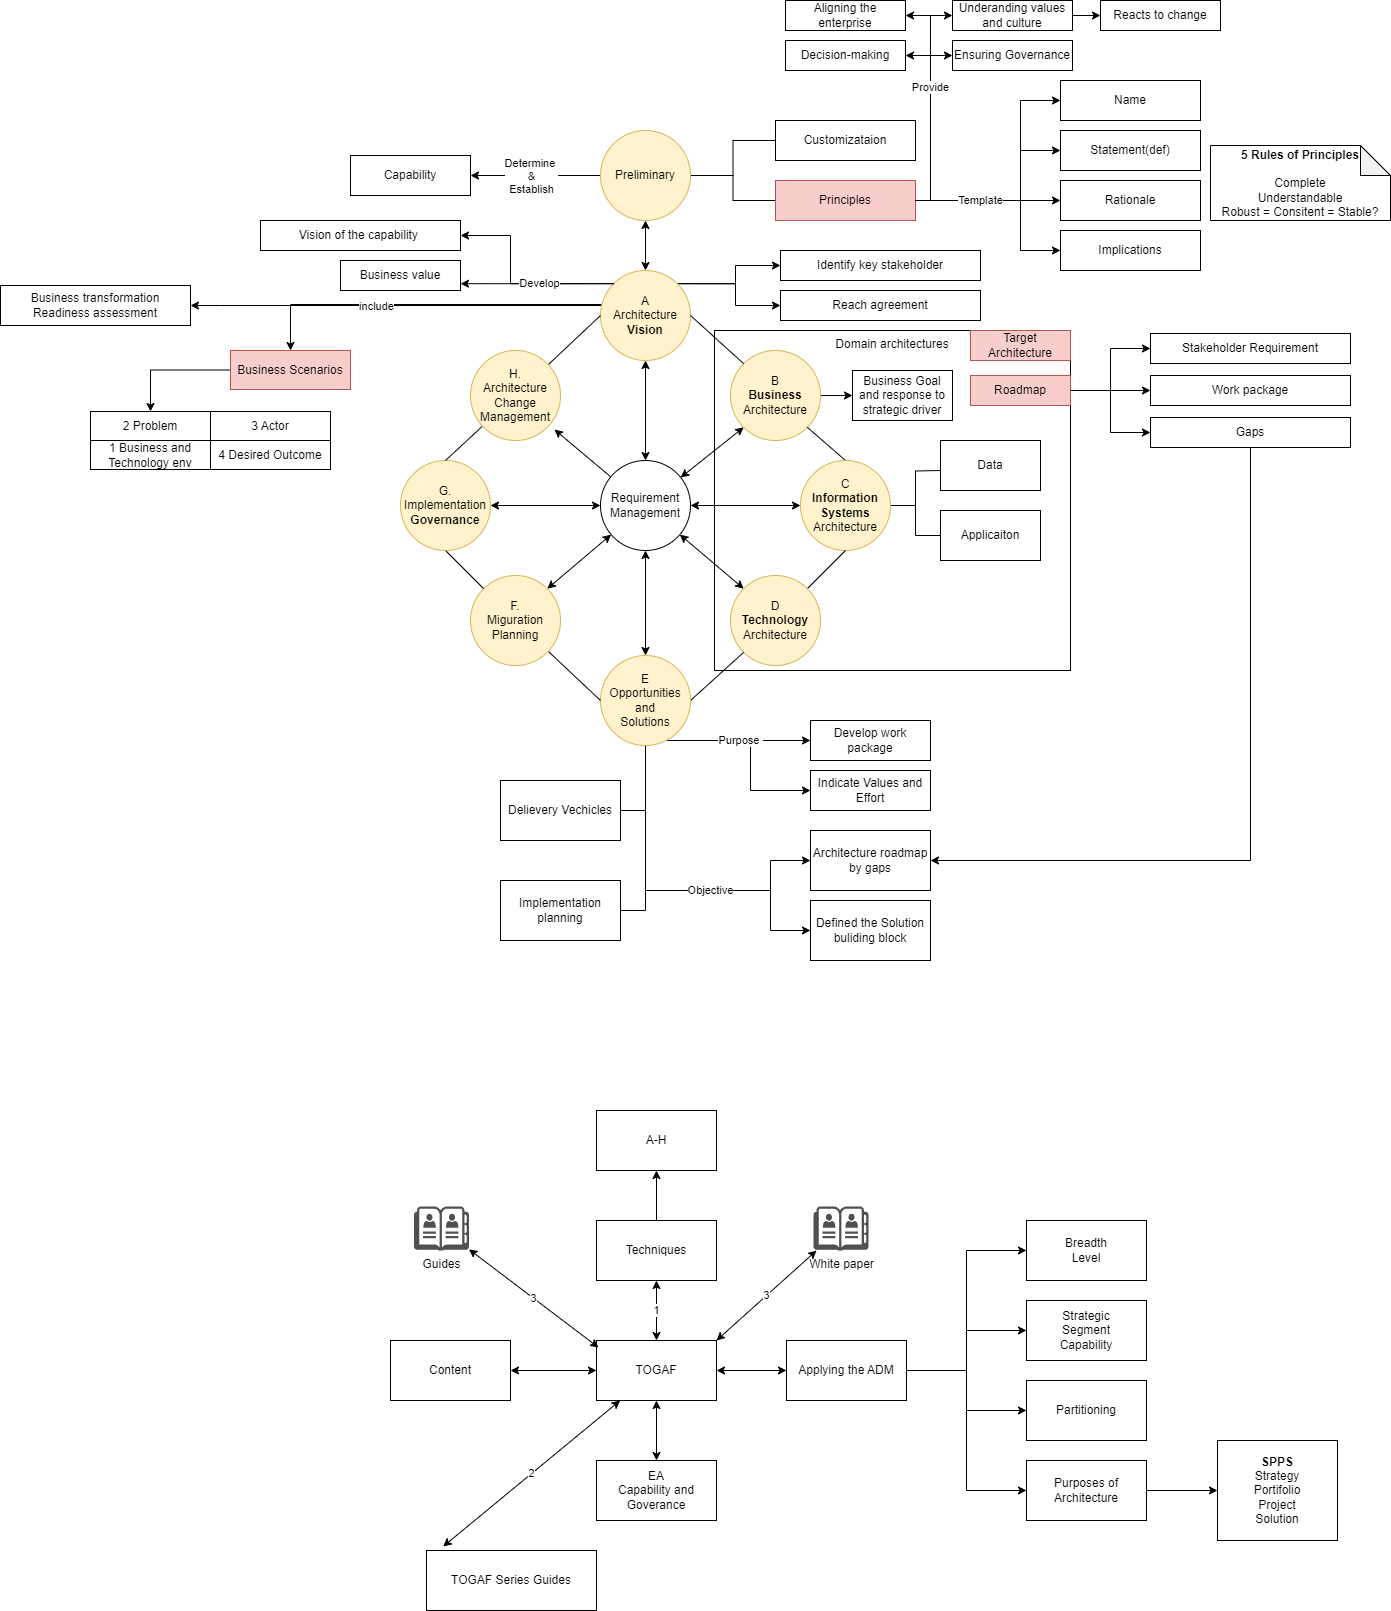 Aligning the
enterprise
Underanding values
and culture
Reacts to change
Decision-making
Ensuring Governance
Provide
Name
Customizataion
Statement(def)
5 Rules of Principles
Complete
Understandable
Robust = Consitent = Stable?
Capability
Determine
&
Establish
Preliminary
Principles
Template
Rationale
Implications
Vision of the capability
Business value
Develop
Identify key stakeholder
Reach agreement
Business transformation
Readiness assessment
include
A
Architecture
Vision
Domain architectures
Target
Architecture
Stakeholder Requirement
Business Scenarios
H.
Architecture
Change
Management
B
Business
Architecture
Business Goal
and response to
strategic driver
Roadmap
Work package
Gaps
2 Problem
3 Actor
1 Business and
Technology env
4 Desired Outcome
G.
Implementation
Governance
Requirement
Management
C
Information
Systems
Architecture
Data
Applicaiton
F.
Miguration
Planning
D
Technology
Architecture
E
Opportunities
and
Solutions
Purpose
Develop work
package
Indicate Values and
Effort
Delievery Vechicles
Architecture roadmap
by gaps
Implementation
planning
Objective
Defined the Solution
buliding block
A-H
Guides
Techniques
White paper
Breadth
Level
3
1
3
Strategic
Segment
Capability
Content
TOGAF
Applying the ADM
Partitioning
2
EA
Capability and
Goverance
Purposes of
Architecture
SPPS
Strategy
Portfolio
Project
Solution
TOGAF Series Guides